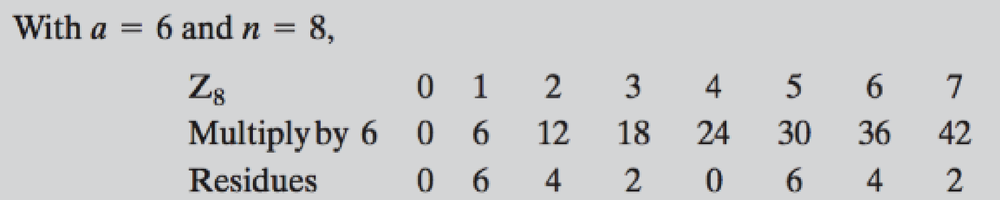 With a = 6 and n = 8,
Z₈ 0 1 2 3 4 5 6 7
Multiply by 6 0 6 12 18 24 30 36 42
Residues 0 6 4 2 0 6 4 2